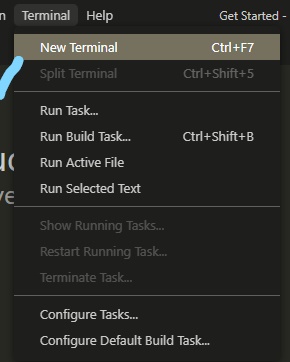 Terminal Help Get Started -
New Terminal Ctrl+F7
Split Terminal Ctrl+Shift+5
Run Task...
Run Build Task... Ctrl+Shift+B
Run Active File
Run Selected Text
Show Running Tasks...
Restart Running Task...
Terminate Task...
Configure Tasks...
Configure Default Build Task...